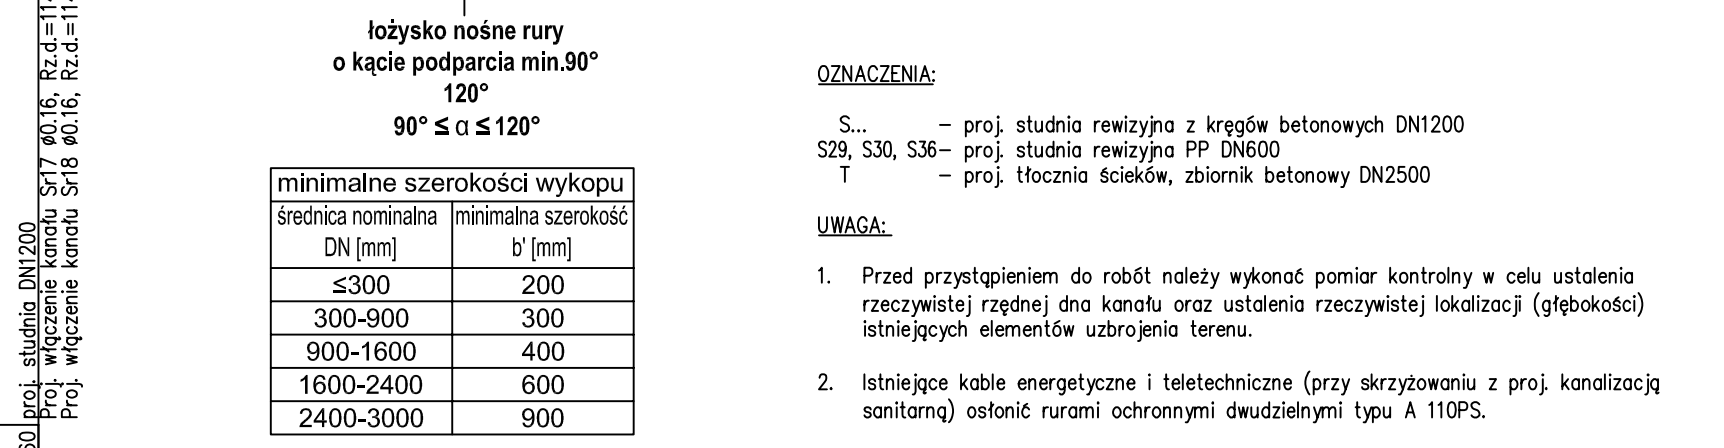 proj. studnia DN1200
Proj. włączenie kanału Sr17 ø0.16, Rz.d.=11
Proj. włączenie kanału Sr18 ø0.16, Rz.d.=11
łożysko nośne rury
o kącie podparcia min.90°
120°
90° ≤ α ≤ 120°
minimalne szerokości wykopu
średnica nominalna DN [mm] minimalna szerokość b' [mm]
≤300 200
300-900 300
900-1600 400
1600-2400 600
2400-3000 900
OZNACZENIA:
S... – proj. studnia rewizyjna z kręgów betonowych DN1200
S29, S30, S36– proj. studnia rewizyjna PP DN600
T – proj. tłocznia ścieków, zbiornik betonowy DN2500
UWAGA:
1. Przed przystąpieniem do robót należy wykonać pomiar kontrolny w celu ustalenia
rzeczywistej rzędnej dna kanału oraz ustalenia rzeczywistej lokalizacji (głębokości)
istniejących elementów uzbrojenia terenu.
2. Istniejące kable energetyczne i teletechniczne (przy skrzyżowaniu z proj. kanalizacją
sanitarną) osłonić rurami ochronnymi dwudzielnymi typu A 110PS.